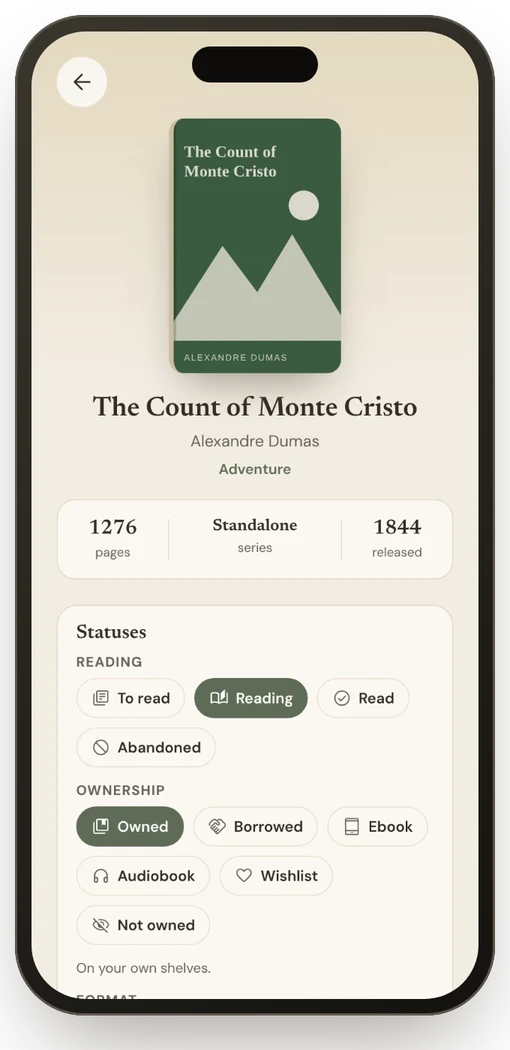 The Count of
Monte Cristo
ALEXANDRE DUMAS
The Count of Monte Cristo
Alexandre Dumas
Adventure
1276 Standalone 1844
pages series released
Statuses
READING
To read Reading Read
Abandoned
OWNERSHIP
Owned Borrowed Ebook
Audiobook Wishlist
Not owned
On your own shelves.
FORMAT